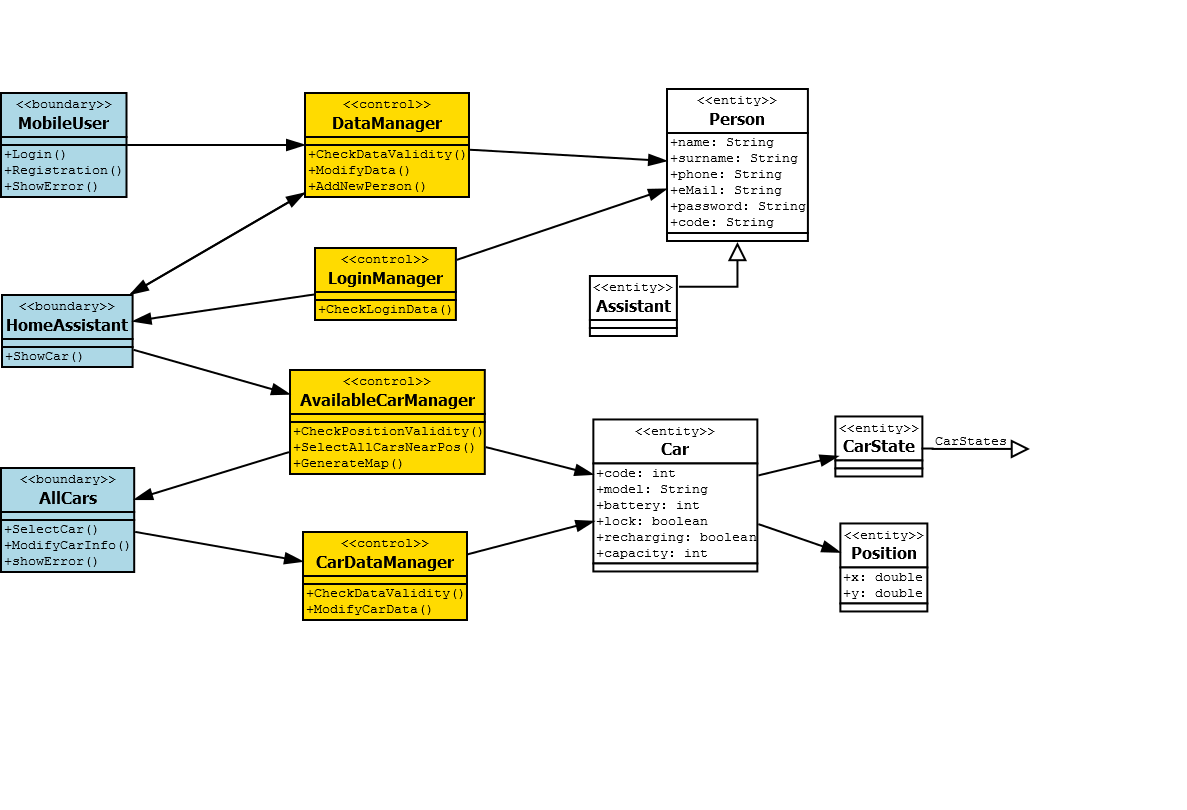 <<boundary>>
MobileUser
+Login()
+Registration()
+ShowError()
<<control>>
DataManager
+CheckDataValidity()
+ModifyData()
+AddNewPerson()
<<entity>>
Person
+name: String
+surname: String
+phone: String
+eMail: String
+password: String
+code: String
<<control>>
LoginManager
+CheckLoginData()
<<entity>>
Assistant
<<boundary>>
HomeAssistant
+ShowCar()
<<control>>
AvailableCarManager
+CheckPositionValidity()
+SelectAllCarsNearPos()
+GenerateMap()
<<entity>>
Car
+code: int
+model: String
+battery: int
+lock: boolean
+recharging: boolean
+capacity: int
<<entity>>
CarState
CarStates
<<boundary>>
AllCars
+SelectCar()
+ModifyCarInfo()
+showError()
<<control>>
CarDataManager
+CheckDataValidity()
+ModifyCarData()
<<entity>>
Position
+x: double
+y: double